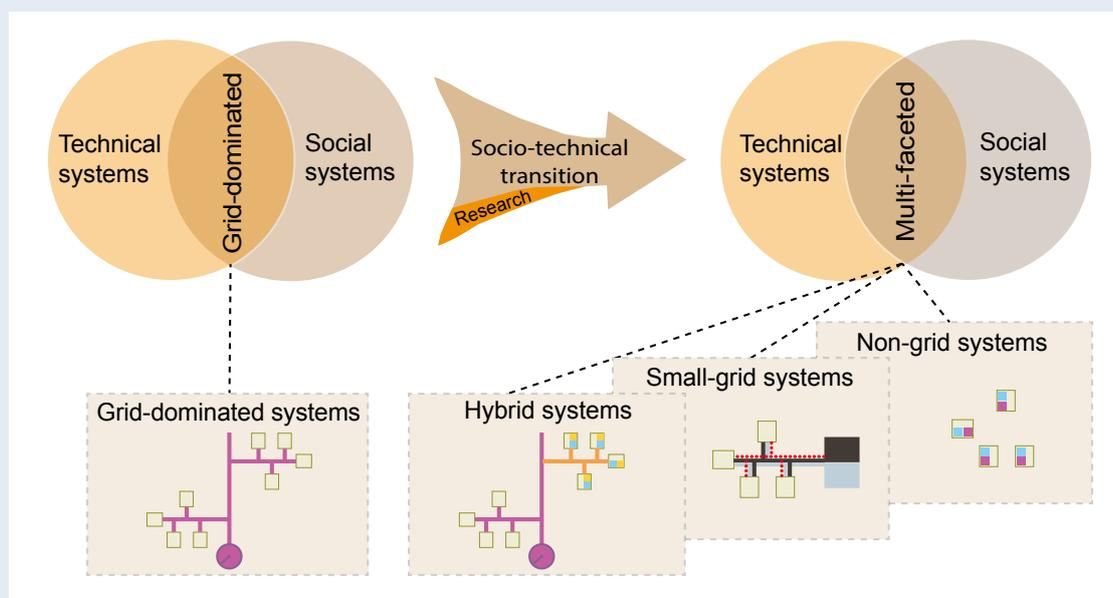 Technical
systems
Grid-dominated
Social
systems
Socio-technical
transition
Research
Technical
systems
Multi-faceted
Social
systems
Grid-dominated systems
Hybrid systems
Small-grid systems
Non-grid systems